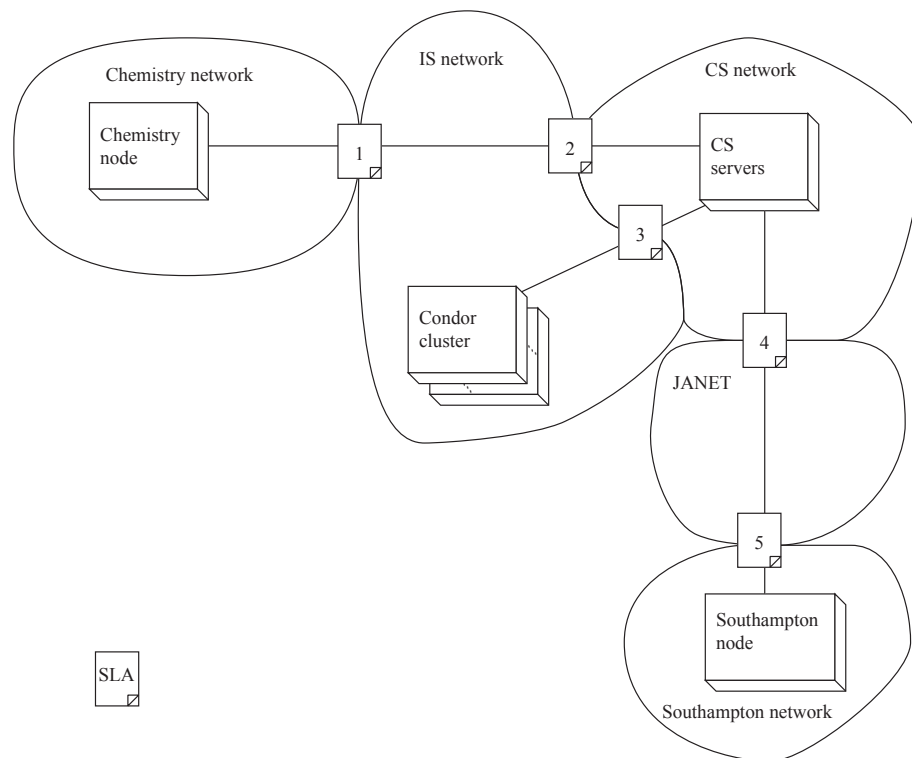 IS network
CS network
Chemistry network
Chemistry
node
1
2
CS
servers
3
Condor
cluster
4
JANET
5
Southampton
node
SLA
Southampton network